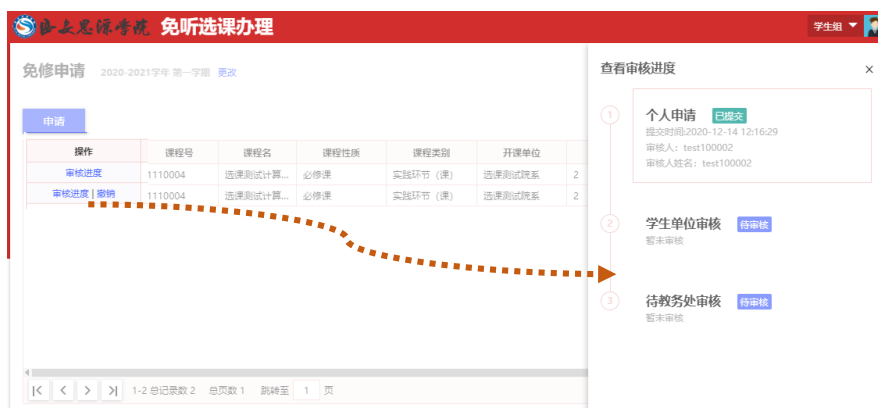 西安思源学院 免听选课办理
学生组
免修申请 2020-2021学年 第一学期 更改
申请
操作 课程号 课程名 课程性质 课程类别 开课单位
审核进度 1110004 选课测试计算... 必修课 实践环节 (课) 选课测试院系 2
审核进度 | 撤销 1110004 选课测试计算... 必修课 实践环节 (课) 选课测试院系 2
1-2 总记录数 2 总页数 1 跳转至 1 页
查看审核进度 ×
1 个人申请 已提交
提交时间:2020-12-14 12:16:29
审核人: test100002
审核人姓名: test100002
2 学生单位审核 待审核
暂未审核
3 待教务处审核 待审核
暂未审核